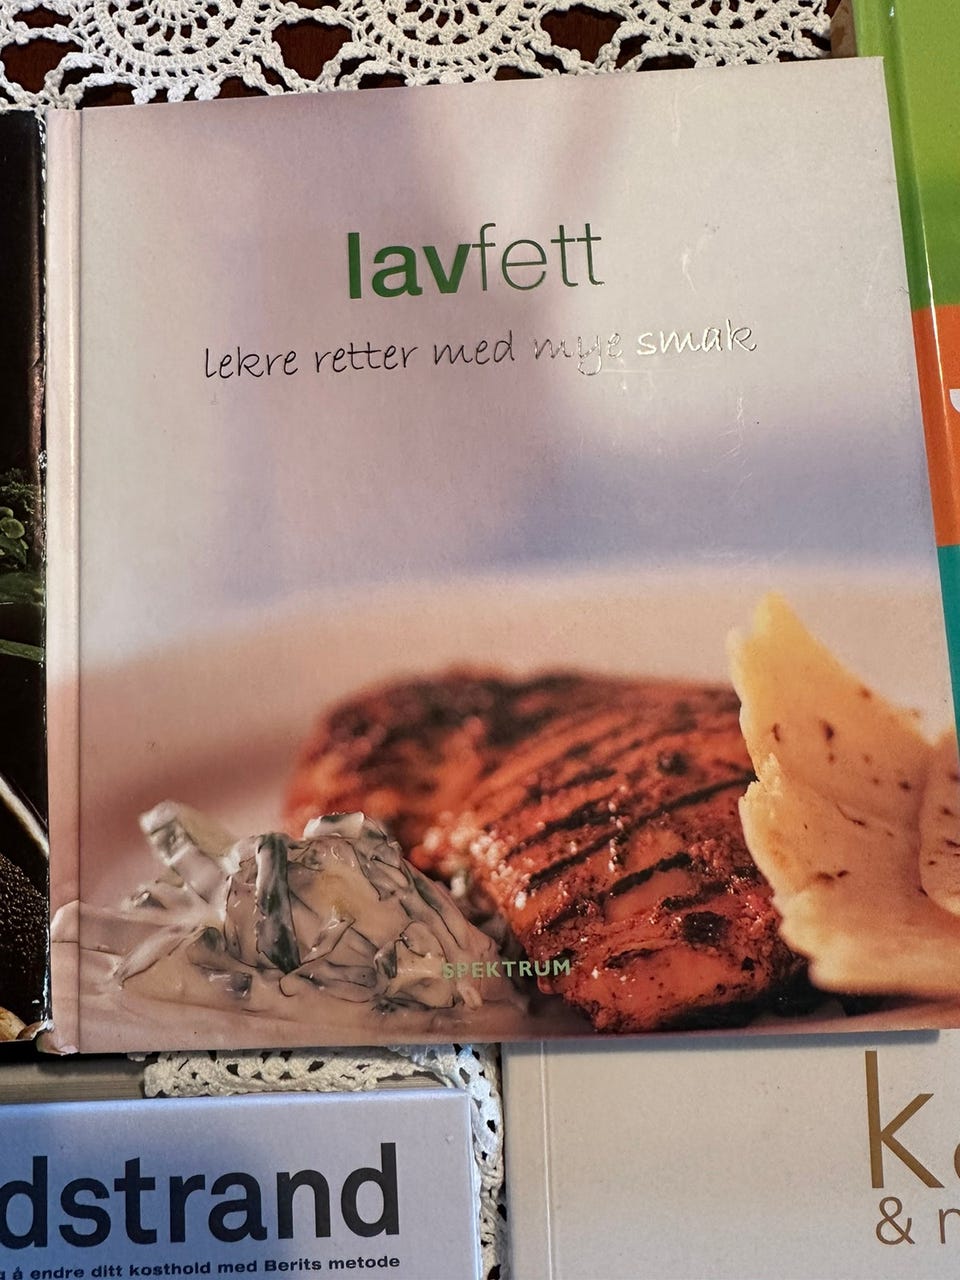 lavfett
lekre retter med mye smak
SPEKTRUM
dstrand
å endre ditt kosthold med Berits metode
k
&